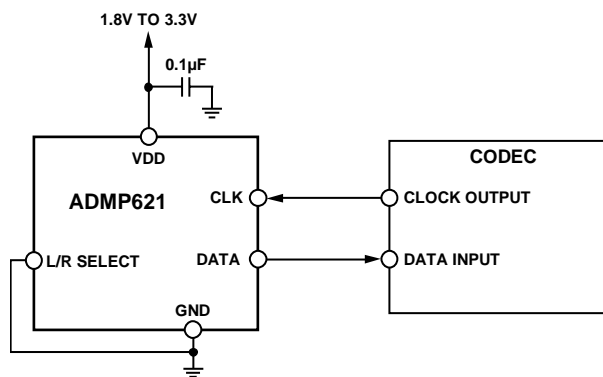 1.8V TO 3.3V
0.1µF
VDD
ADMP621
CLK
L/R SELECT
DATA
GND
CODEC
CLOCK OUTPUT
DATA INPUT